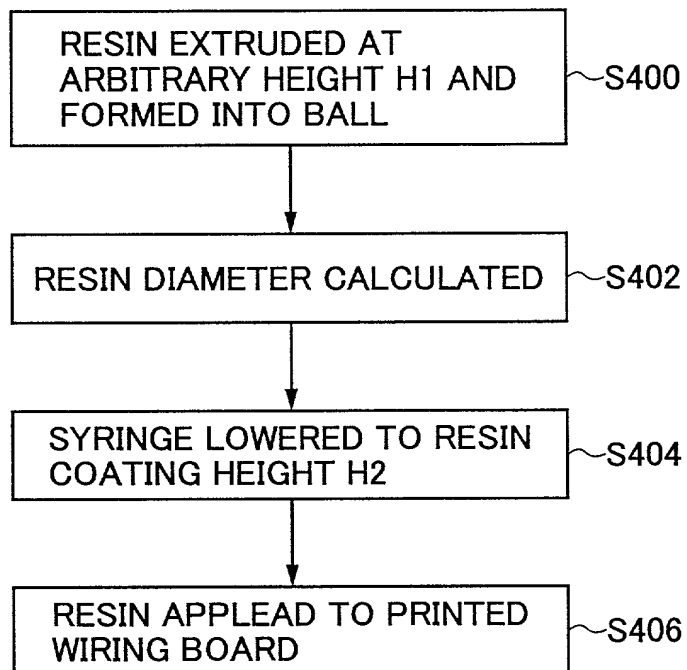 RESIN EXTRUDED AT
ARBITRARY HEIGHT H1 AND
FORMED INTO BALL
S400
RESIN DIAMETER CALCULATED
S402
SYRINGE LOWERED TO RESIN
COATING HEIGHT H2
S404
RESIN APPLEAD TO PRINTED
WIRING BOARD
S406